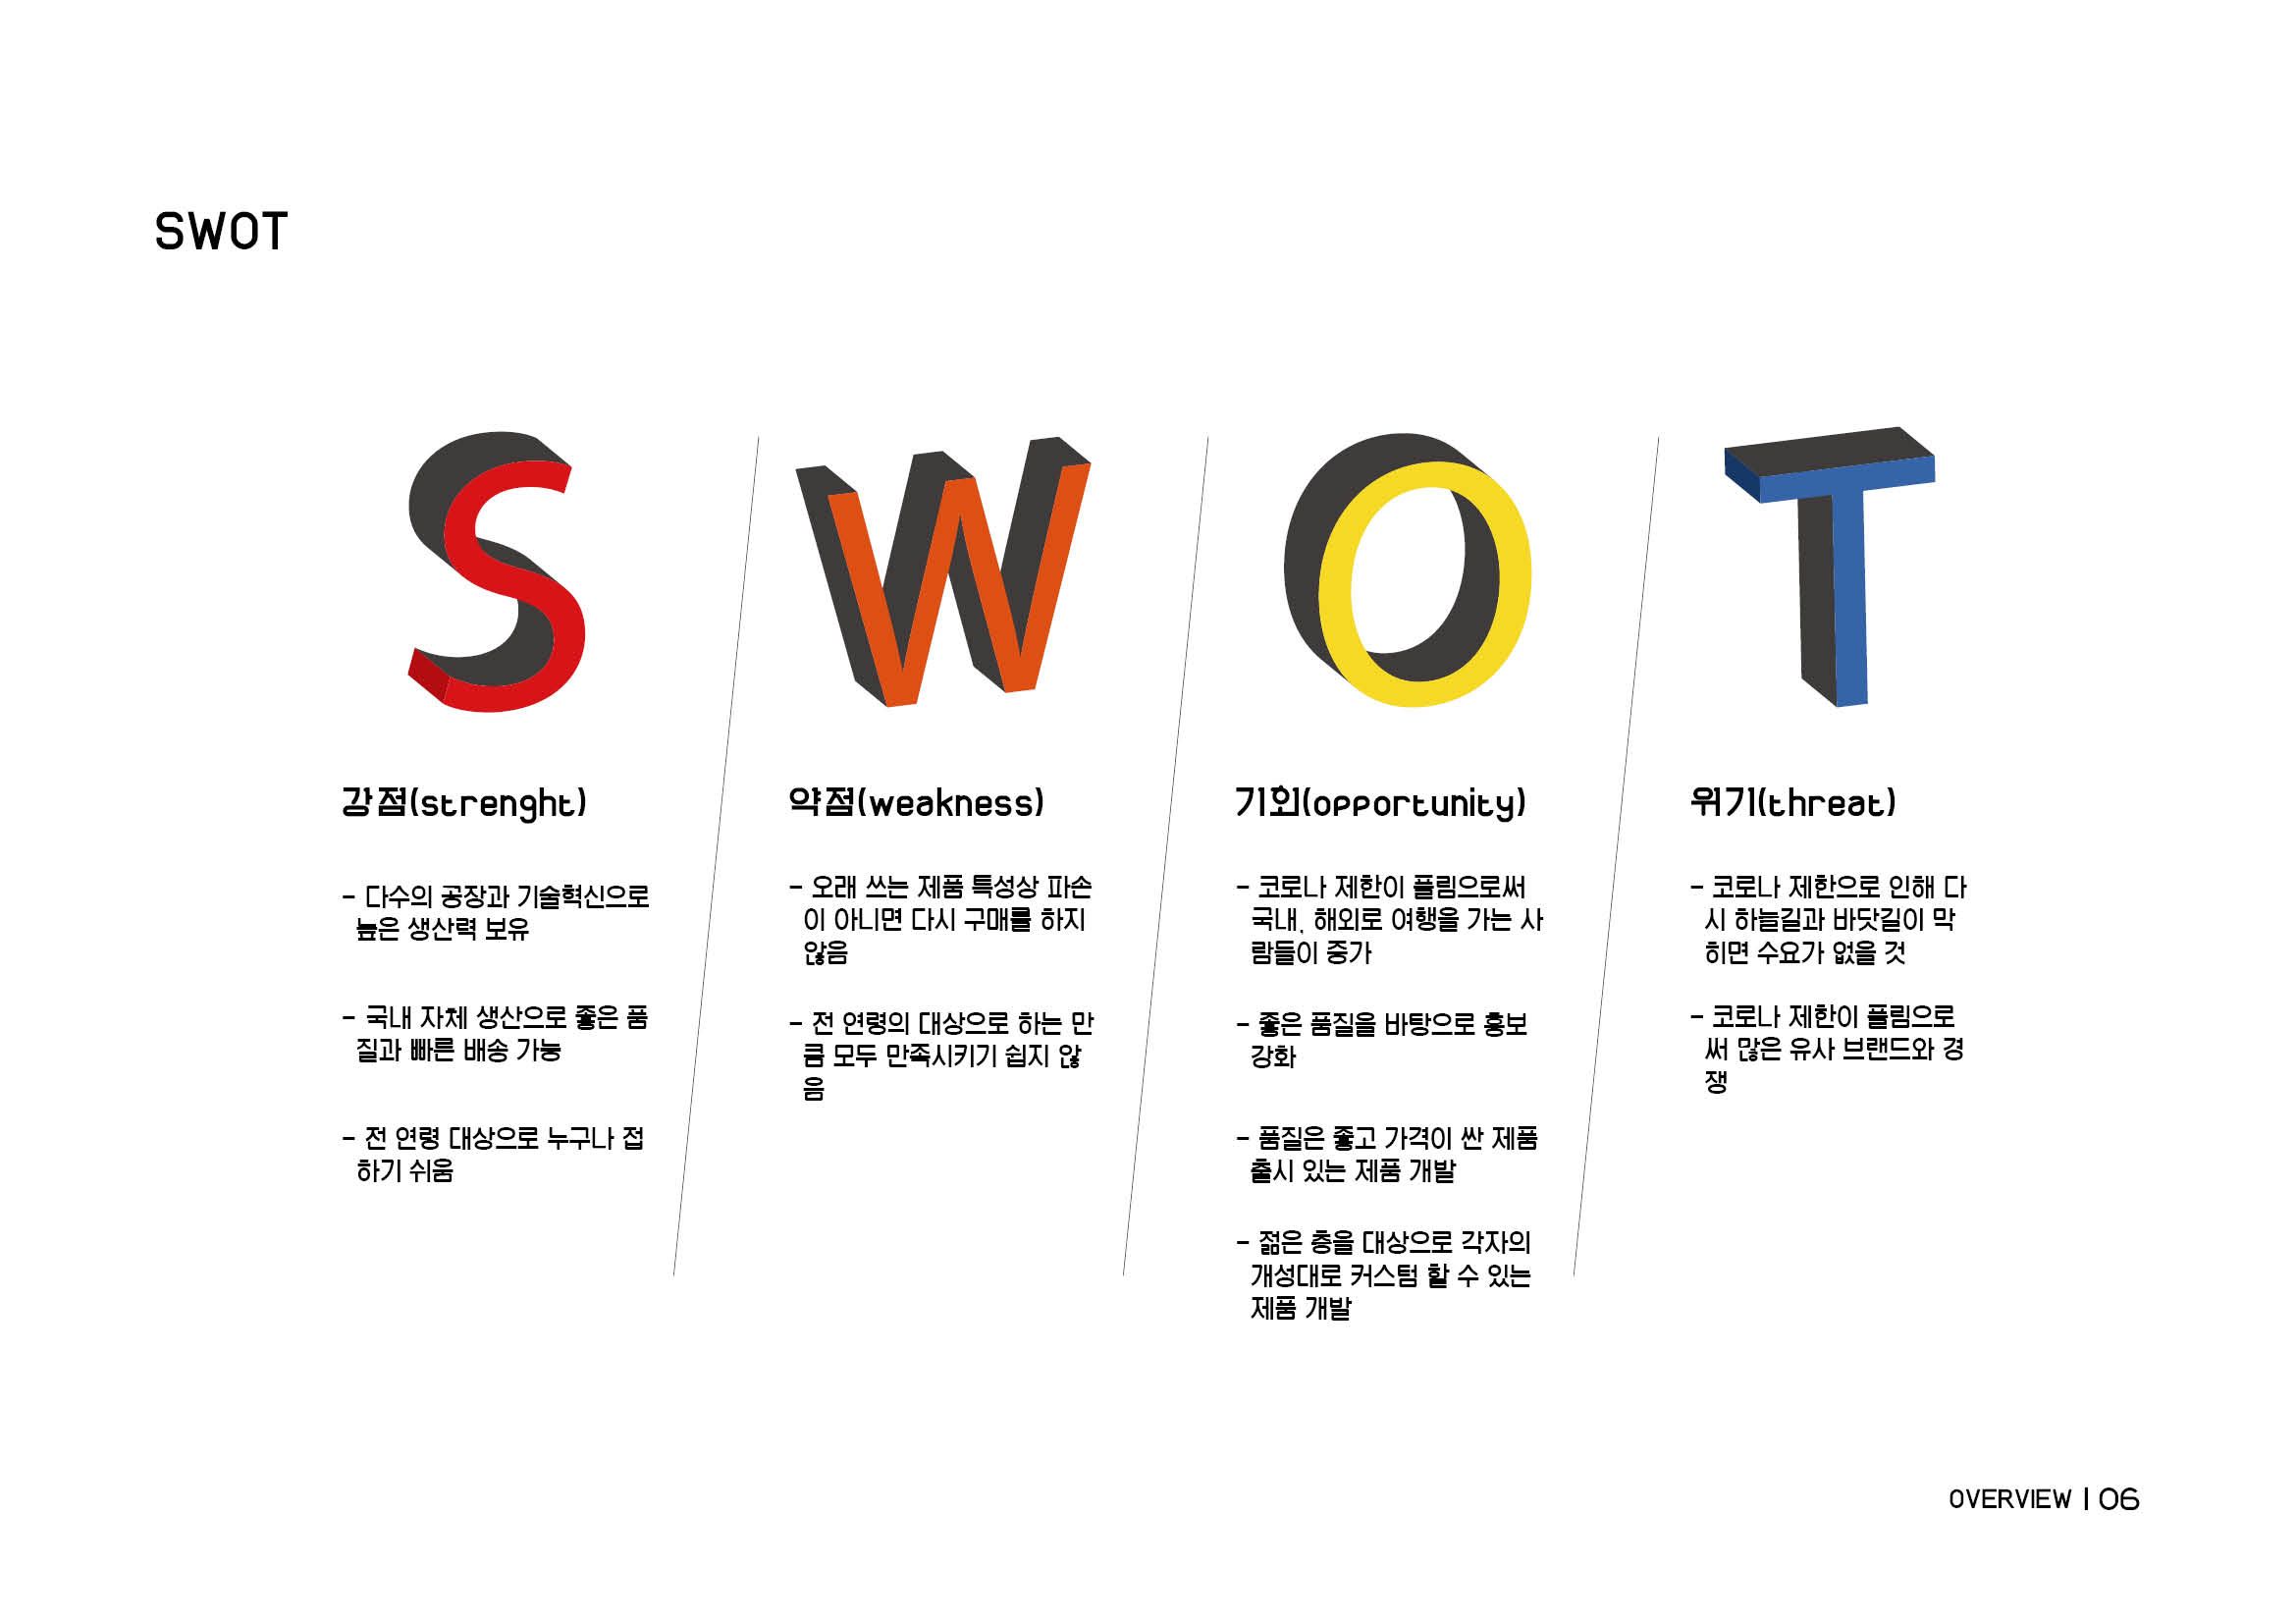 SWOT
S W O T
강점(strenght)
- 다수의 공장과 기술혁신으로
높은 생산력 보유
- 국내 자체 생산으로 좋은 품
질과 빠른 배송 가능
- 전 연령 대상으로 누구나 접
하기 쉬움
약점(weakness)
- 오래 쓰는 제품 특성상 파손
이 아니면 다시 구매를 하지
않음
- 전 연령의 대상으로 하는 만
큼 모두 만족시키기 쉽지 않
음
기회(opportunity)
- 코로나 제한이 풀림으로써
국내, 해외로 여행을 가는 사
람들이 증가
- 좋은 품질을 바탕으로 홍보
강화
- 품질은 좋고 가격이 싼 제품
출시 있는 제품 개발
- 젊은 층을 대상으로 각자의
개성대로 커스텀 할 수 있는
제품 개발
위기(threat)
- 코로나 제한으로 인해 다
시 하늘길과 바닷길이 막
히면 수요가 없을 것
- 코로나 제한이 풀림으로
써 많은 유사 브랜드와 경
쟁
OVERVIEW | 06